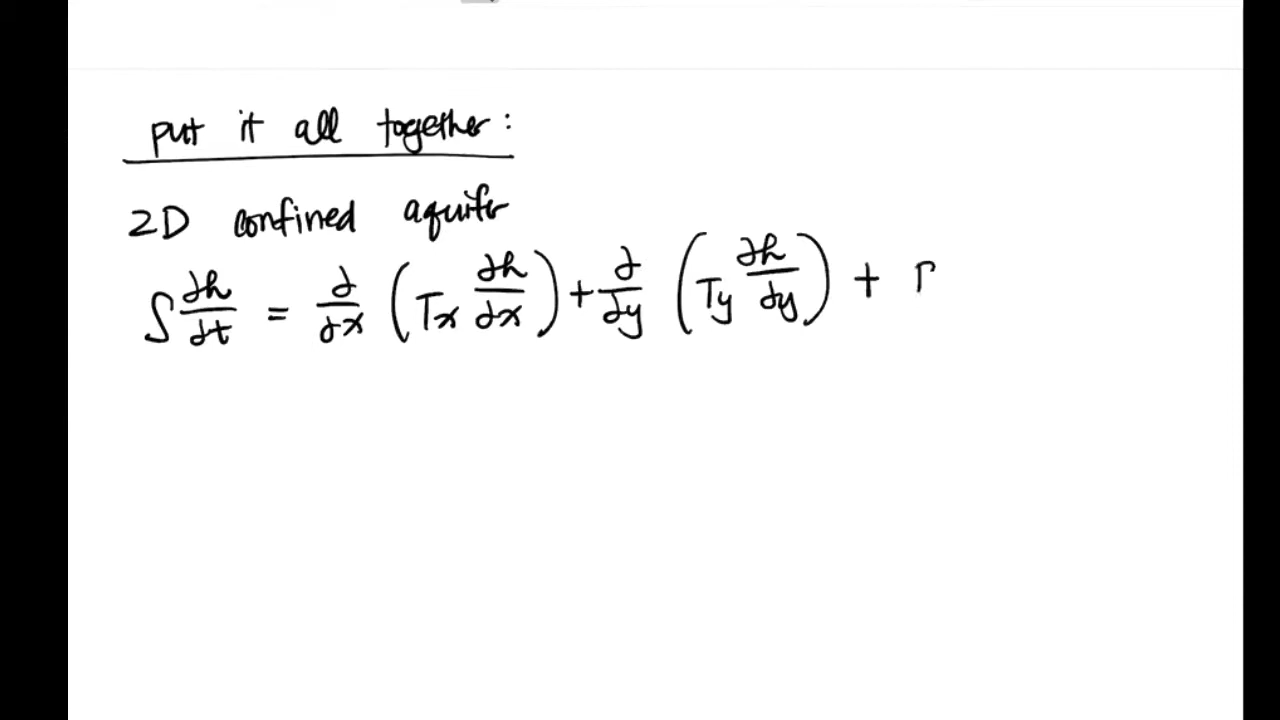 put it all together:
2D confined aquifer
S ∂h/∂t = ∂/∂x (Tx ∂h/∂x) + ∂/∂y (Ty ∂h/∂y) +